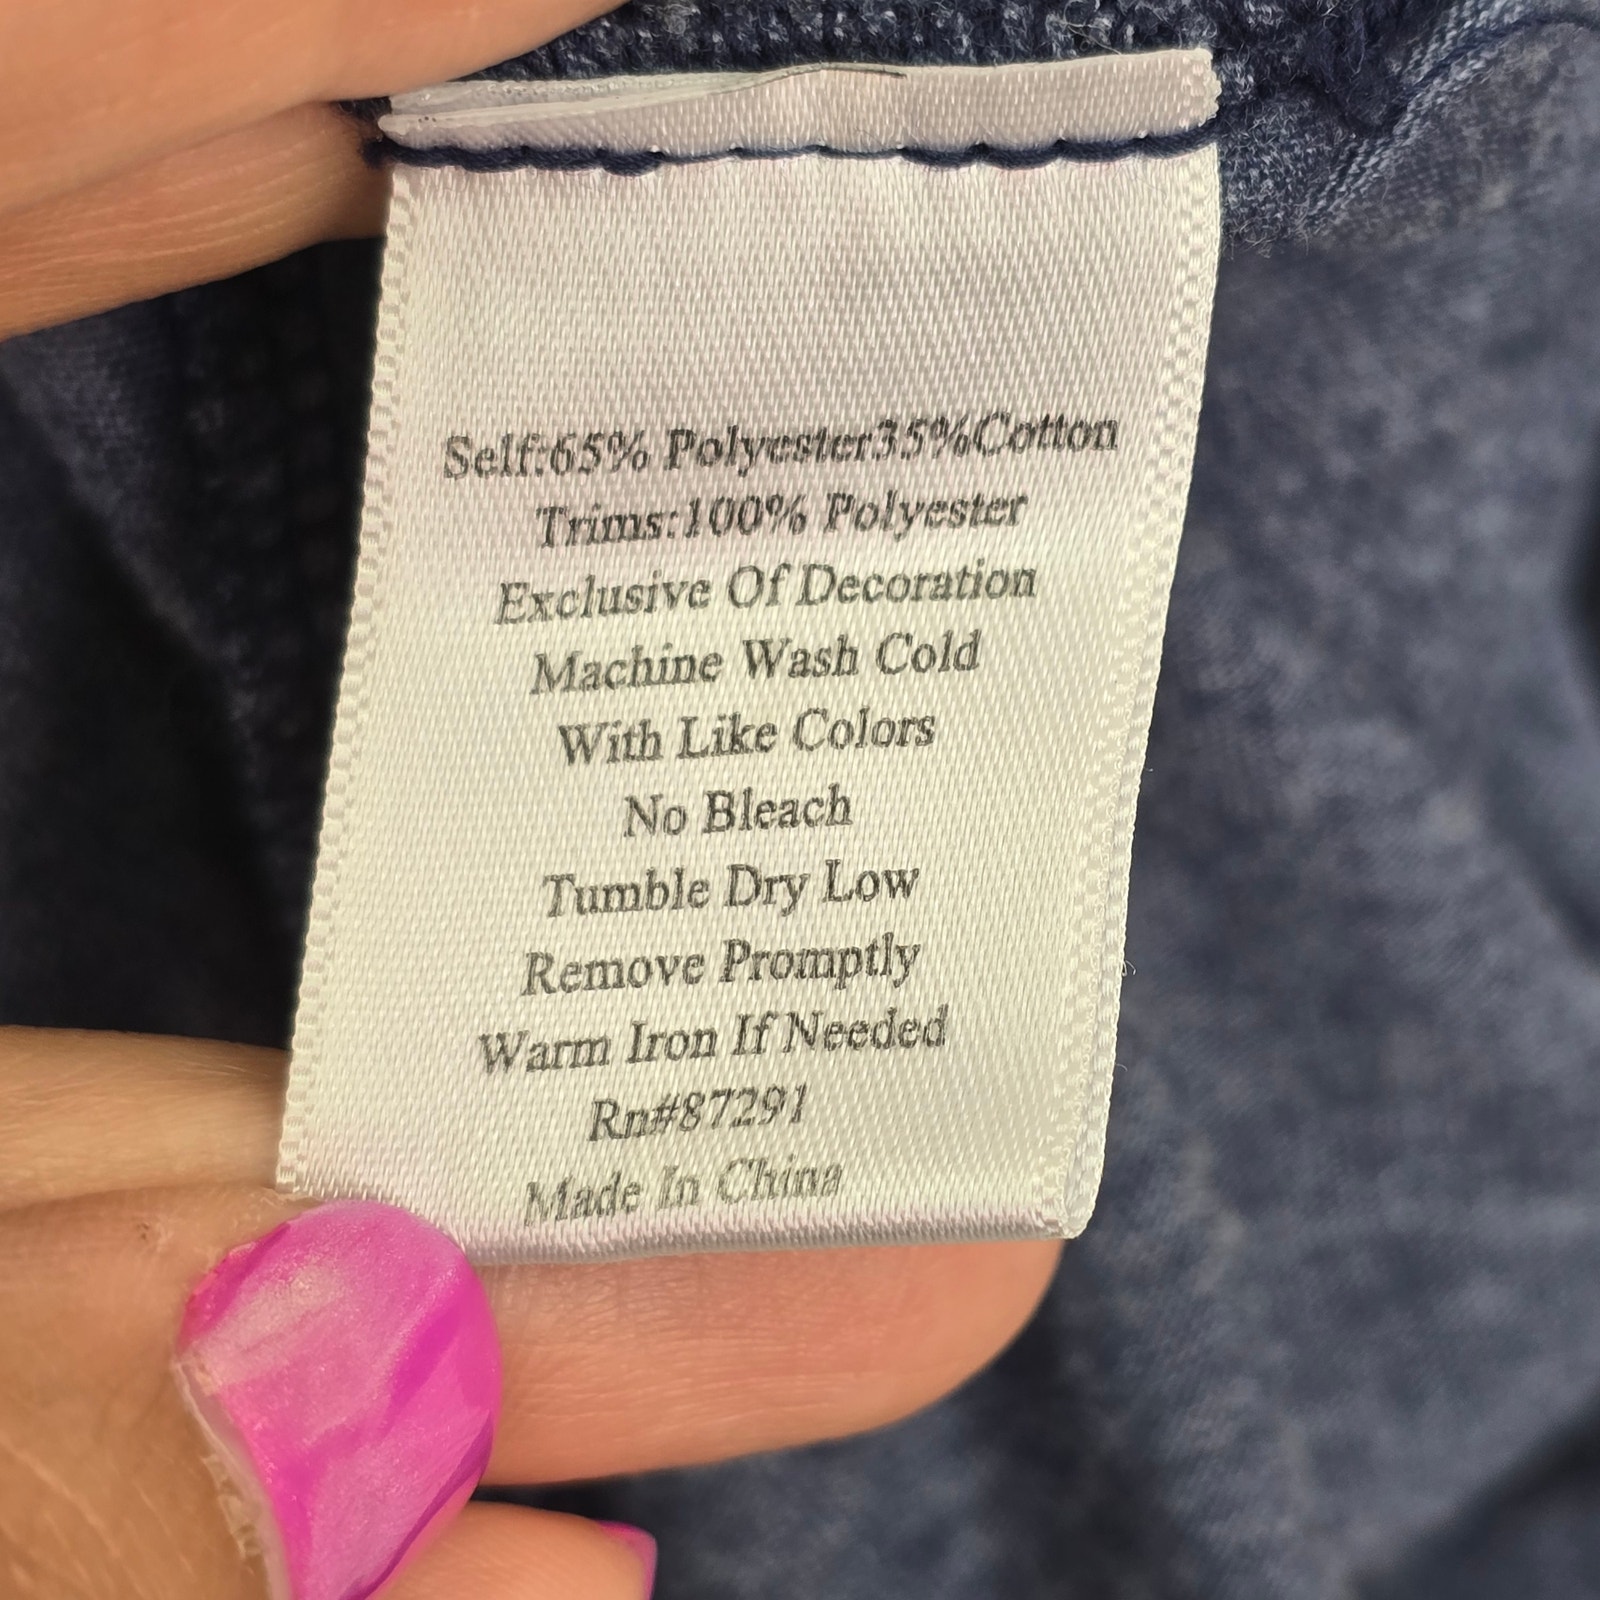 Self:65% Polyester35%Cotton
Trims:100% Polyester
Exclusive Of Decoration
Machine Wash Cold
With Like Colors
No Bleach
Tumble Dry Low
Remove Promptly
Warm Iron If Needed
Rn#87291
Made In China